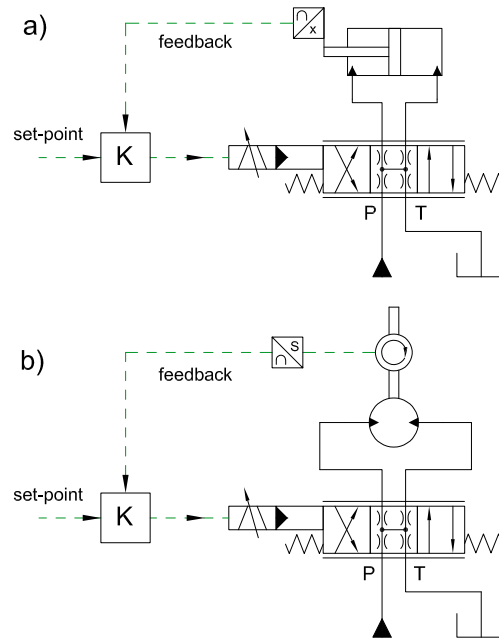 a)
x
feedback
set-point
K
P T
b)
S
feedback
set-point
K
P T